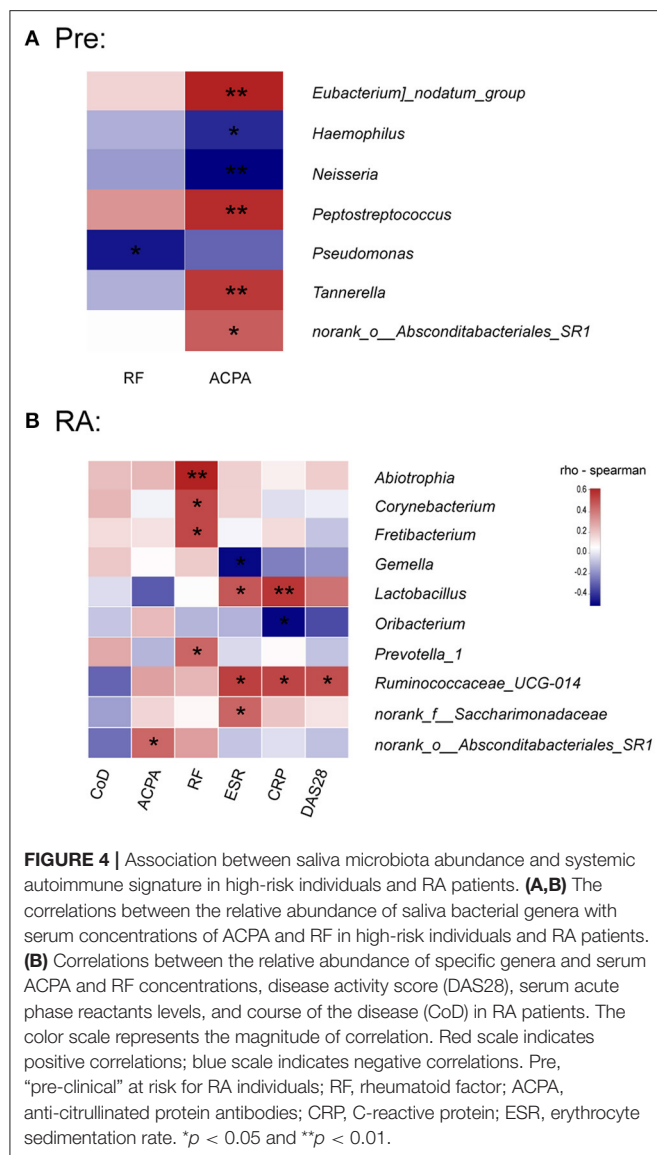 A Pre:
** Eubacterium]_nodatum_group
* Haemophilus
** Neisseria
** Peptostreptococcus
* Pseudomonas
** Tannerella
* norank_o__Absconditabacteriales_SR1
RF ACPA
B RA:
rho - spearman
0.6
0.4
0.2
0.0
-0.2
-0.4
** Abiotrophia
* Corynebacterium
* Fretibacterium
* Gemella
* ** Lactobacillus
* Oribacterium
* Prevotella_1
* * * Ruminococcaceae_UCG-014
* norank_f__Saccharimonadaceae
* norank_o__Absconditabacteriales_SR1
CoD ACPA RF ESR CRP DAS28
FIGURE 4 | Association between saliva microbiota abundance and systemic
autoimmune signature in high-risk individuals and RA patients. (A,B) The
correlations between the relative abundance of saliva bacterial genera with
serum concentrations of ACPA and RF in high-risk individuals and RA patients.
(B) Correlations between the relative abundance of specific genera and serum
ACPA and RF concentrations, disease activity score (DAS28), serum acute
phase reactants levels, and course of the disease (CoD) in RA patients. The
color scale represents the magnitude of correlation. Red scale indicates
positive correlations; blue scale indicates negative correlations. Pre,
“pre-clinical” at risk for RA individuals; RF, rheumatoid factor; ACPA,
anti-citrullinated protein antibodies; CRP, C-reactive protein; ESR, erythrocyte
sedimentation rate. *p < 0.05 and **p < 0.01.